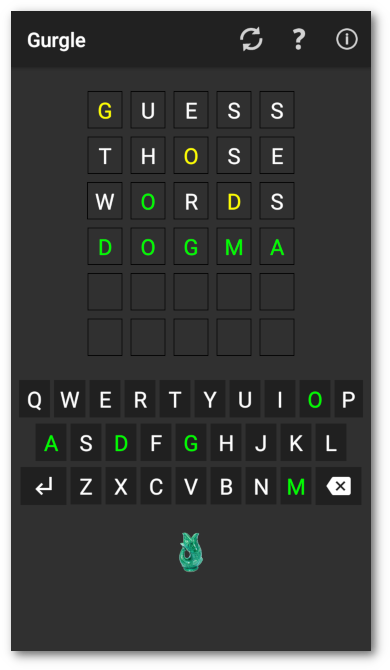 Gurgle ?
G U E S S
T H O S E
W O R D S
D O G M A
Q W E R T Y U I O P
A S D F G H J K L
Z X C V B N M